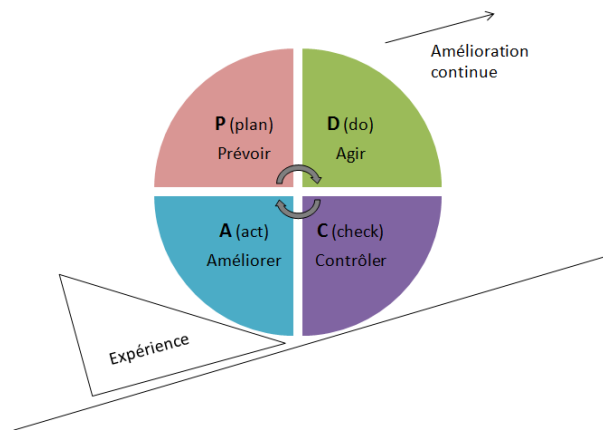 Amélioration
continue
P (plan)
Prévoir
D (do)
Agir
A (act)
Améliorer
C (check)
Contrôler
Expérience